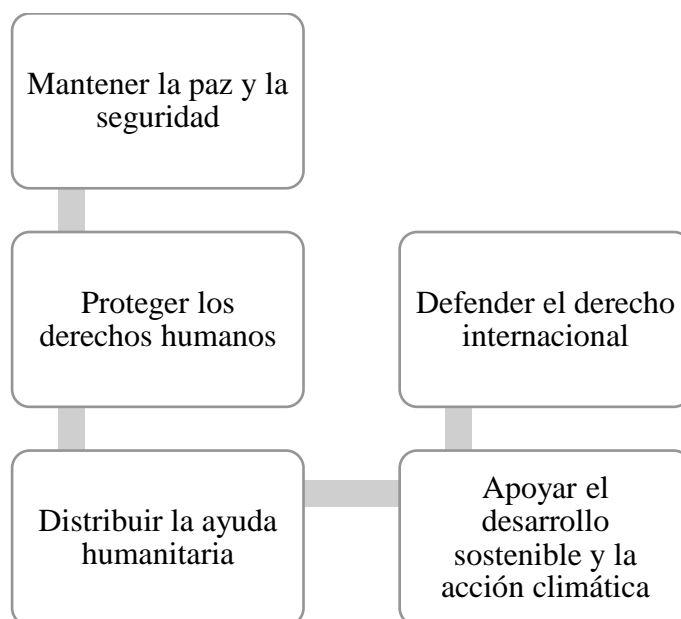 Mantener la paz y la
seguridad
Proteger los
derechos humanos
Distribuir la ayuda
humanitaria
Apoyar el
desarrollo
sostenible y la
acción climática
Defender el derecho
internacional